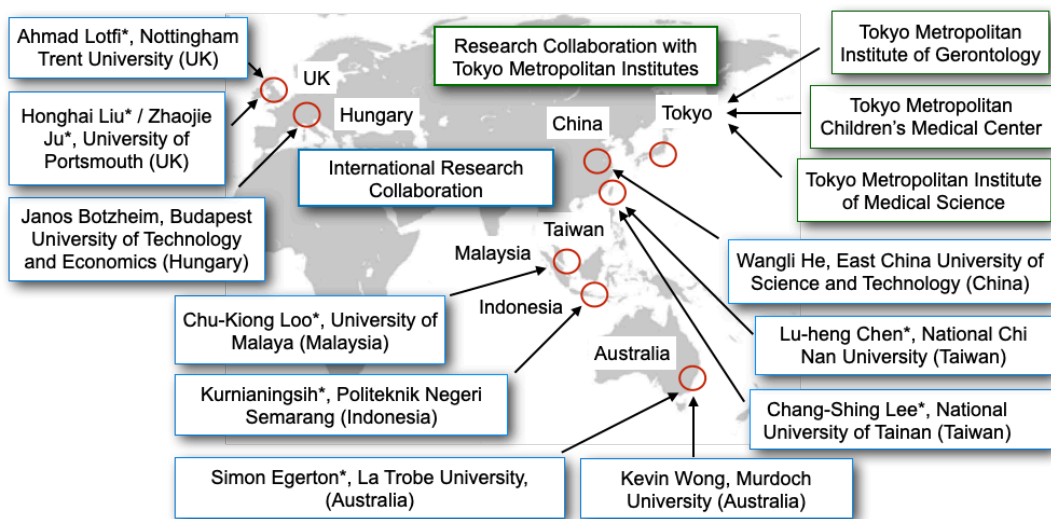 Ahmad Lotfi*, Nottingham
Trent University (UK)
Honghai Liu* / Zhaojie
Ju*, University of
Portsmouth (UK)
Janos Botzheim, Budapest
University of Technology
and Economics (Hungary)
UK
Hungary
Research Collaboration with
Tokyo Metropolitan Institutes
International Research
Collaboration
China
Tokyo
Tokyo Metropolitan
Institute of Gerontology
Tokyo Metropolitan
Children's Medical Center
Tokyo Metropolitan Institute
of Medical Science
Taiwan
Malaysia
Indonesia
Australia
Wangli He, East China University of
Science and Technology (China)
Chu-Kiong Loo*, University of
Malaya (Malaysia)
Lu-heng Chen*, National Chi
Nan University (Taiwan)
Kurnianingsih*, Politeknik Negeri
Semarang (Indonesia)
Chang-Shing Lee*, National
University of Tainan (Taiwan)
Simon Egerton*, La Trobe University,
(Australia)
Kevin Wong, Murdoch
University (Australia)